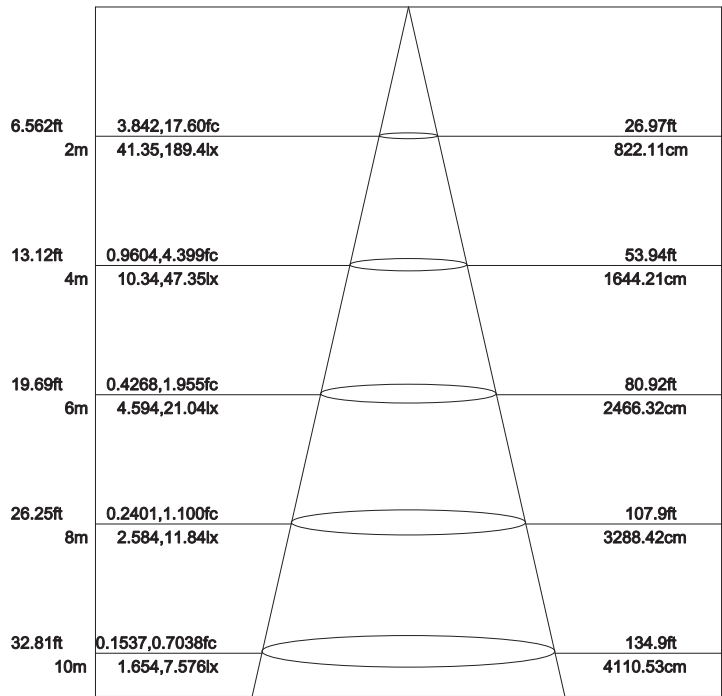 6.562ft 3.842,17.60fc 26.97ft
2m 41.35,189.4lx 822.11cm
13.12ft 0.9604,4.399fc 53.94ft
4m 10.34,47.35lx 1644.21cm
19.69ft 0.4268,1.955fc 80.92ft
6m 4.594,21.04lx 2466.32cm
26.25ft 0.2401,1.100fc 107.9ft
8m 2.584,11.84lx 3288.42cm
32.81ft 0.1537,0.7038fc 134.9ft
10m 1.654,7.576lx 4110.53cm